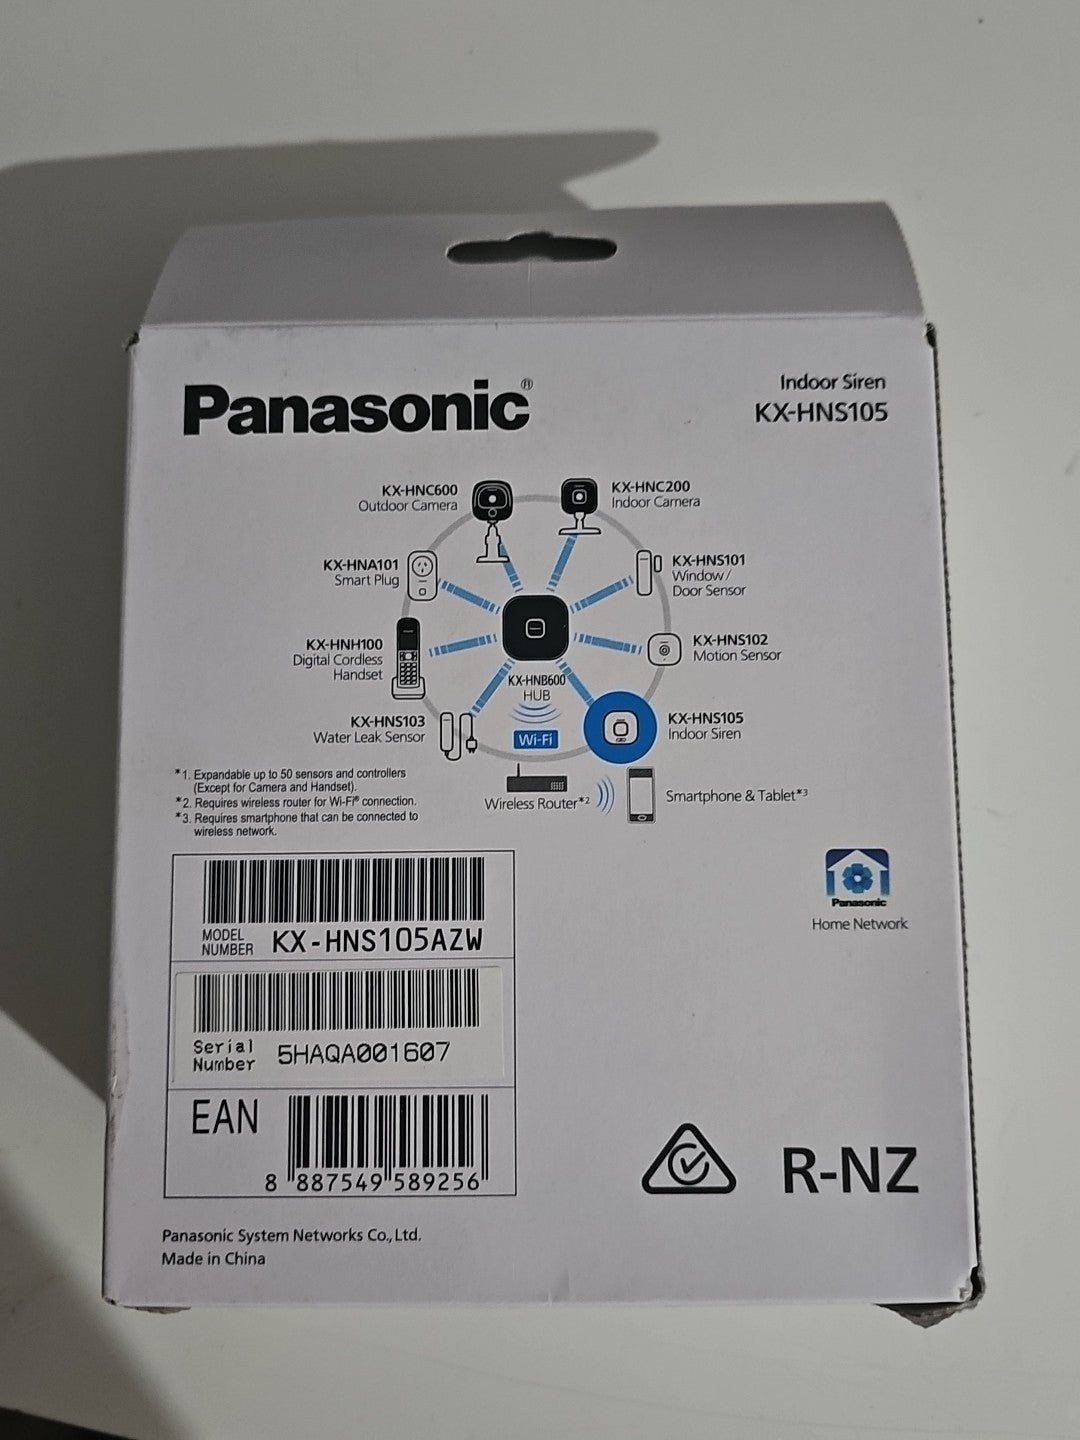 Panasonic®
Indoor Siren
KX-HNS105
KX-HNC600
Outdoor Camera
KX-HNC200
Indoor Camera
KX-HNA101
Smart Plug
KX-HNS101
Window/
Door Sensor
KX-HNH100
Digital Cordless
Handset
KX-HNS102
Motion Sensor
KX-HNB600
HUB
KX-HNS103
Water Leak Sensor
Wi-Fi
KX-HNS105
Indoor Siren
*1. Expandable up to 50 sensors and controllers
(Except for Camera and Handset).
*2. Requires wireless router for Wi-Fi® connection.
*3. Requires smartphone that can be connected to
wireless network.
Wireless Router*2
Smartphone & Tablet*3
Panasonic
Home Network
MODEL
NUMBER KX-HNS105AZW
Serial
Number 5HAQA001607
EAN
8 887549 589256
R-NZ
Panasonic System Networks Co., Ltd.
Made in China